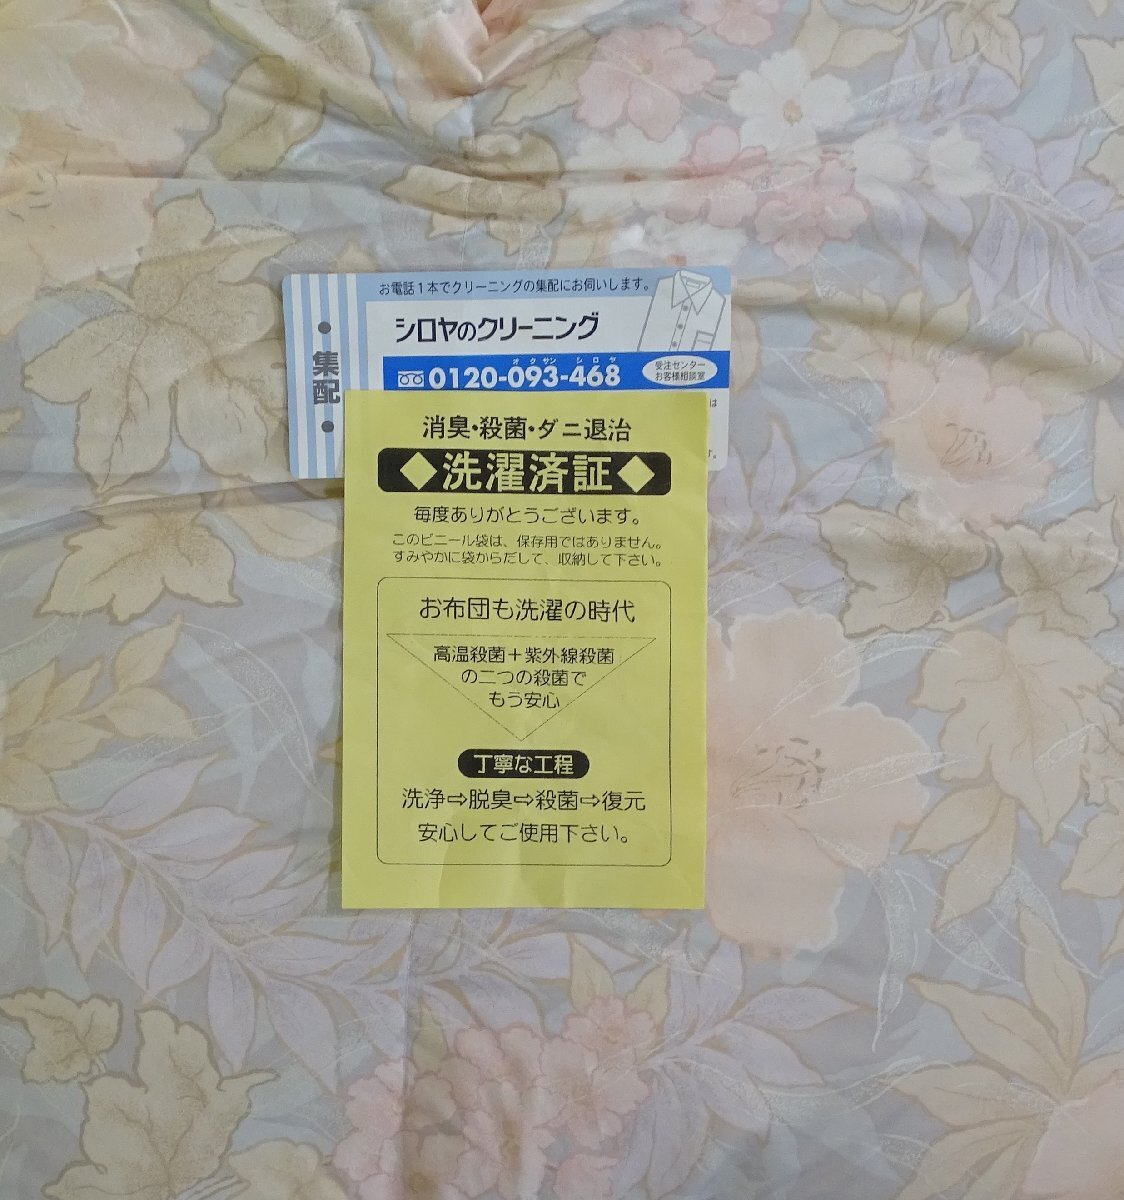 お電話1本でクリーニングの集配にお伺いします。
シロヤのクリーニング
オクサン シロヤ
0120-093-468
受注センター
お客様相談室
・集配・
は
す。
消臭・殺菌・ダニ退治
◆洗濯済証◆
毎度ありがとうございます。
このビニール袋は、保存用ではありません。
すみやかに袋からだして、収納して下さい。
お布団も洗濯の時代
高温殺菌+紫外線殺菌
の二つの殺菌で
もう安心
丁寧な工程
洗浄⇨脱臭⇨殺菌⇨復元
安心してご使用下さい。